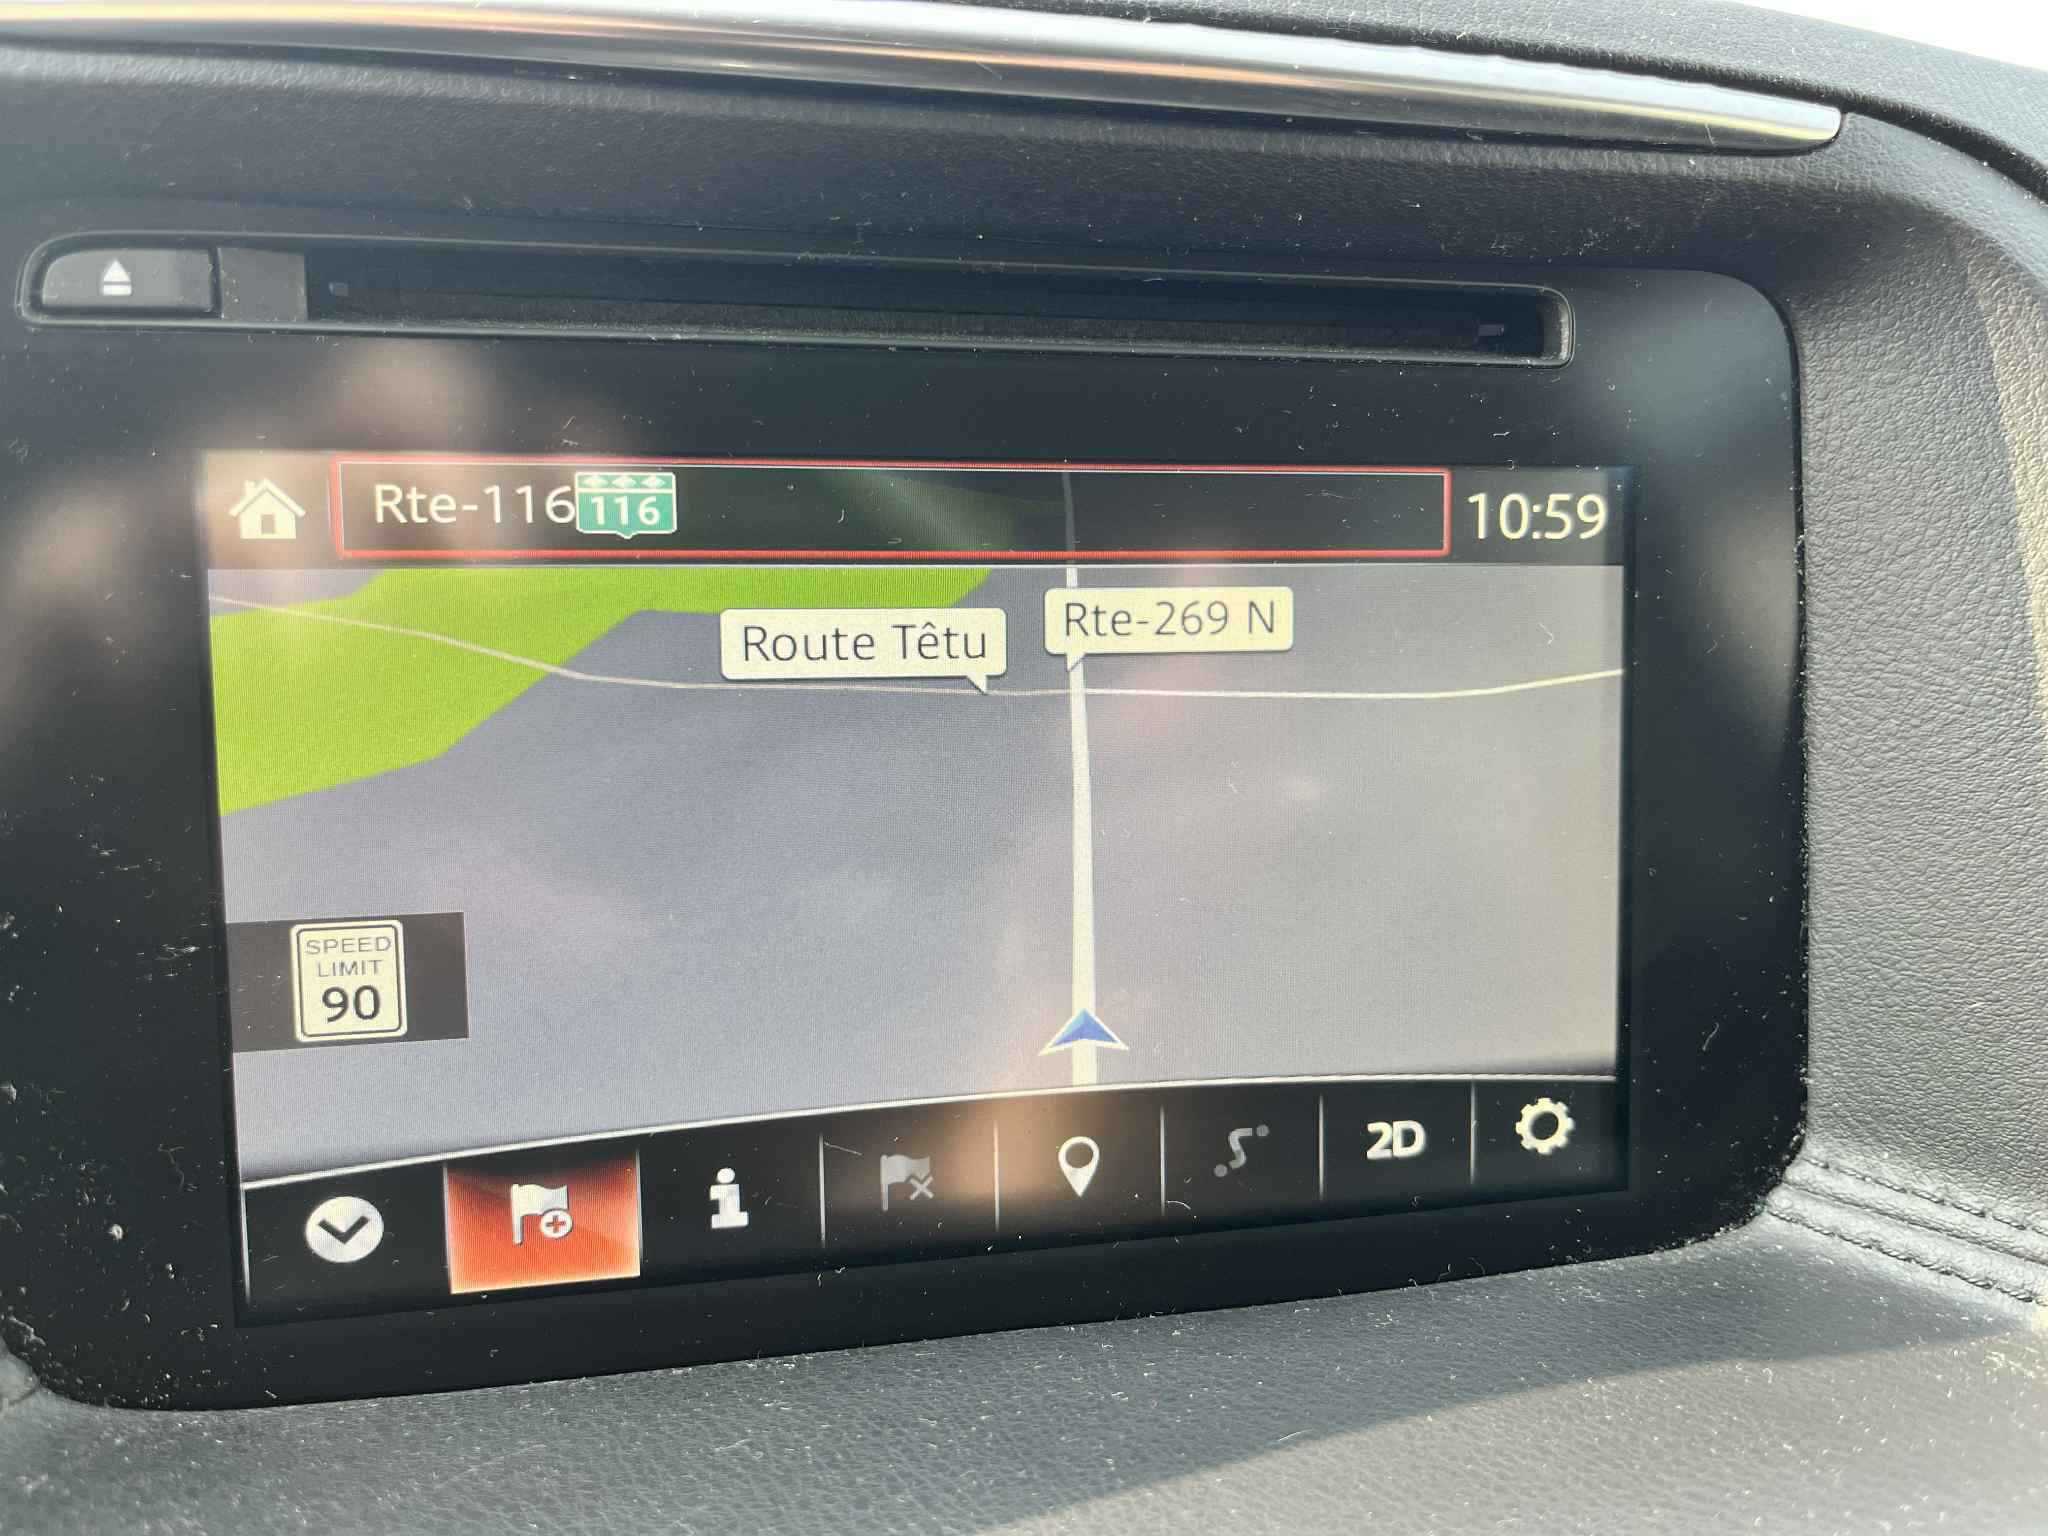 Rte-116 116
10:59
Route Têtu
Rte-269 N
SPEED
LIMIT
90
2D